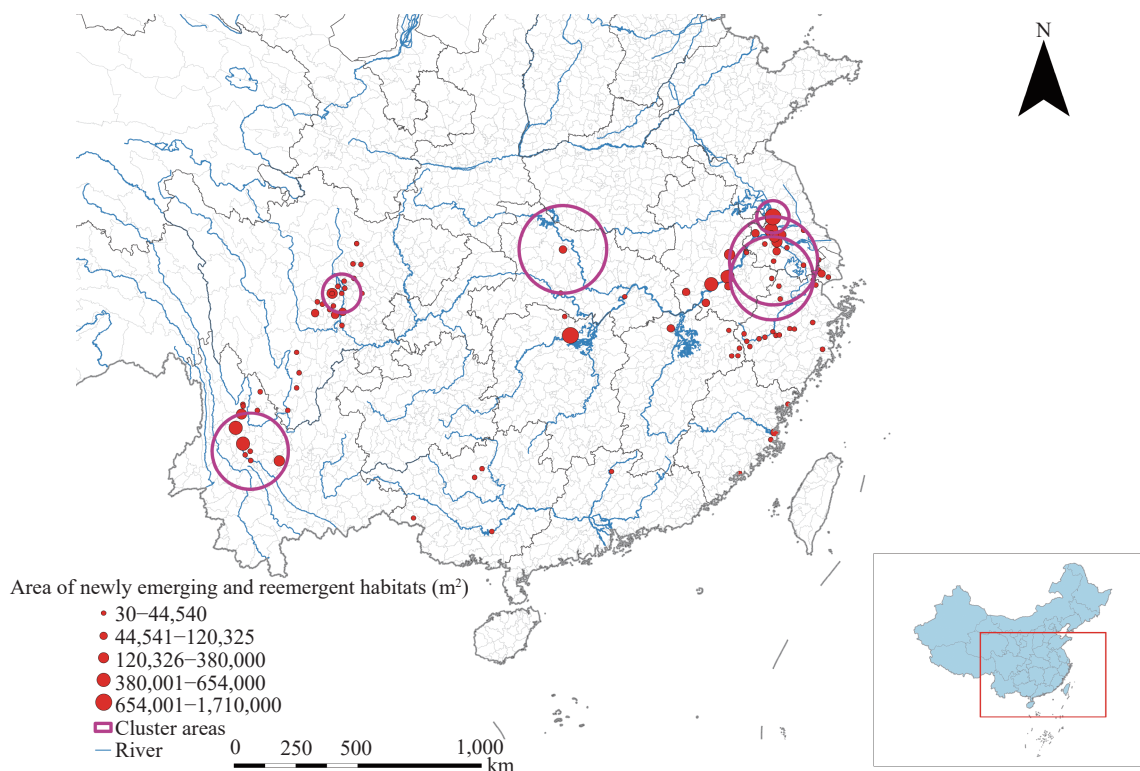 N
Area of newly emerging and reemergent habitats (m²)
30–44,540
44,541–120,325
120,326–380,000
380,001–654,000
654,001–1,710,000
Cluster areas
River
0 250 500 1,000
km